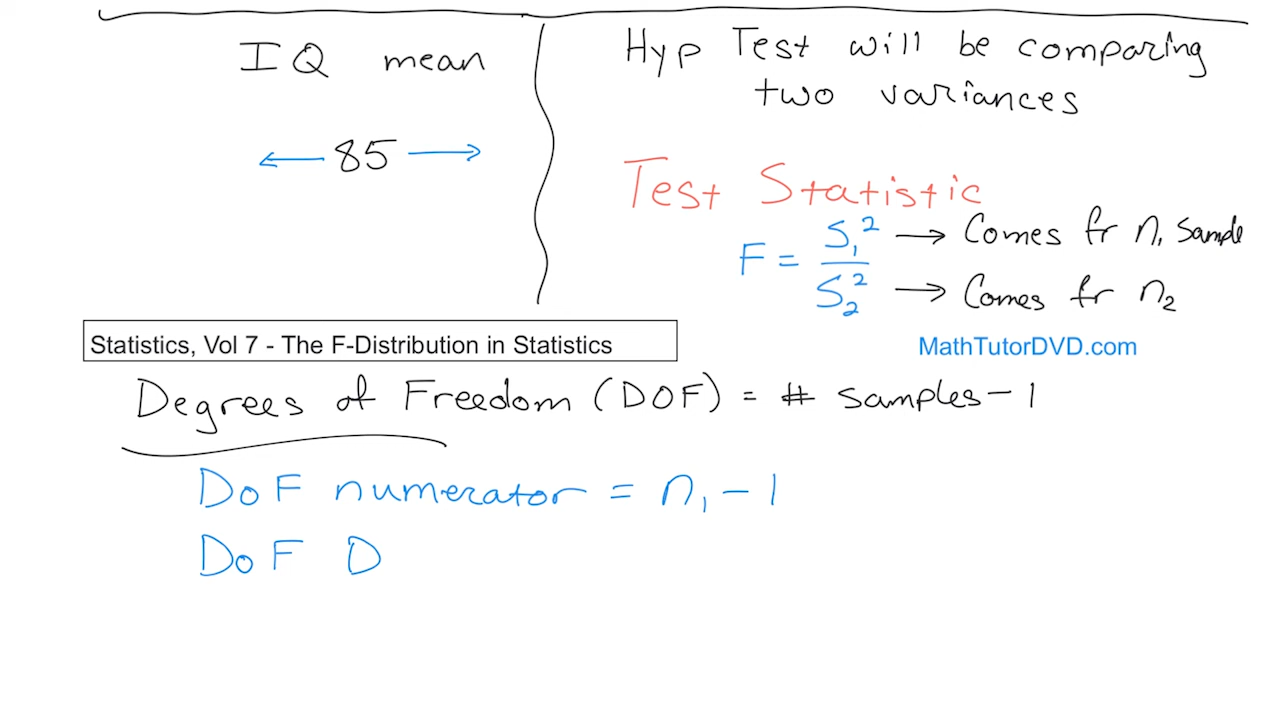 IQ mean
← 85 →
Hyp Test will be comparing
two variances
Test Statistic
F = S₁² / S₂²
→ Comes fr n₁ sample
→ Comes fr n₂
Statistics, Vol 7 - The F-Distribution in Statistics
MathTutorDVD.com
Degrees of Freedom (DOF) = # samples - 1
DoF numerator = n₁ - 1
DoF D